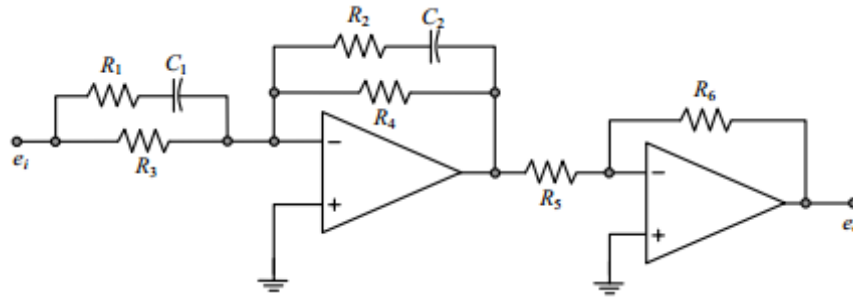 R2 C2
R1 C1
R4
R3
ei
R6
R5
− +
− +